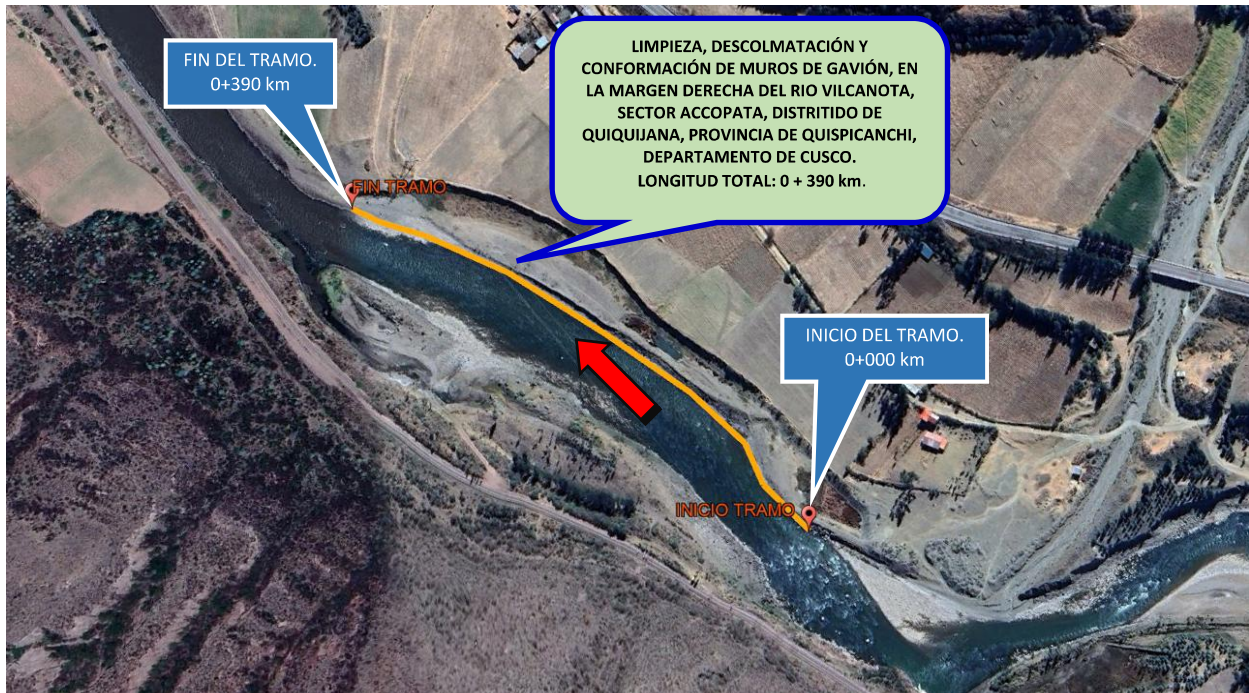 FIN DEL TRAMO.
0+390 km
LIMPIEZA, DESCOLMATACIÓN Y
CONFORMACIÓN DE MUROS DE GAVIÓN, EN
LA MARGEN DERECHA DEL RIO VILCANOTA,
SECTOR ACCOPATA, DISTRITIDO DE
QUIQUIJANA, PROVINCIA DE QUISPICANCHI,
DEPARTAMENTO DE CUSCO.
LONGITUD TOTAL: 0 + 390 km.
FIN TRAMO
INICIO DEL TRAMO.
0+000 km
INICIO TRAMO